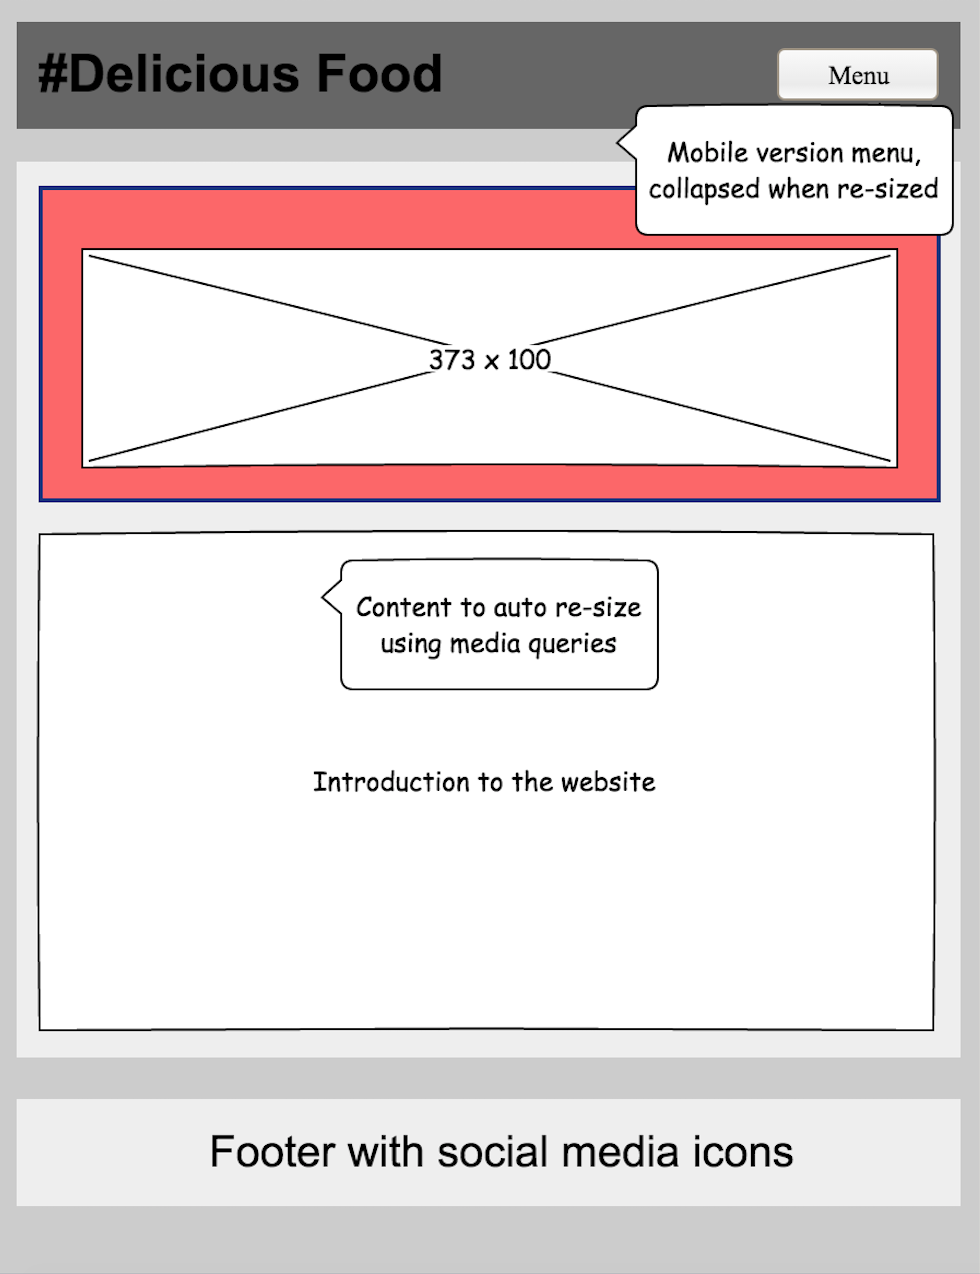 #Delicious Food
Menu
Mobile version menu,
collapsed when re-sized
373 x 100
Content to auto re-size
using media queries
Introduction to the website
Footer with social media icons